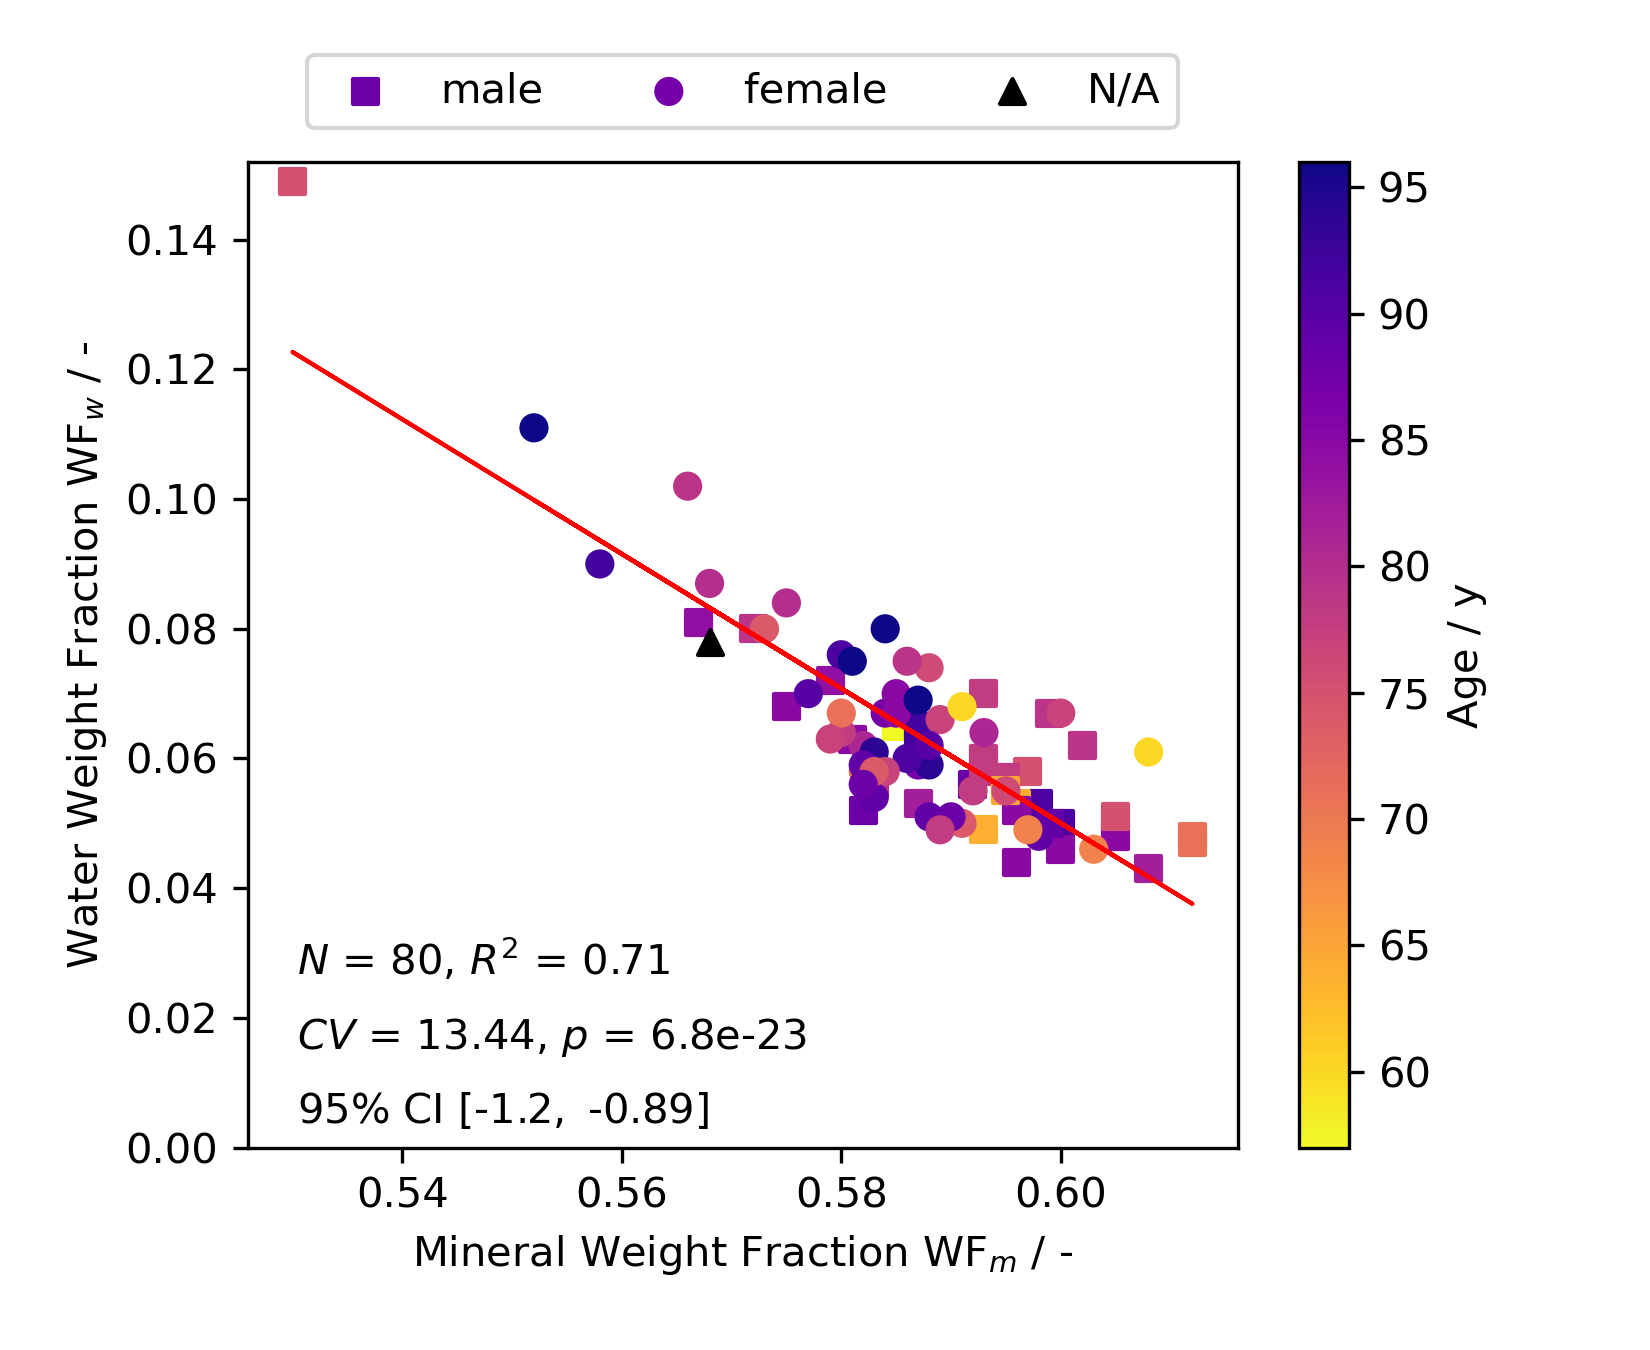 male female N/A
0.14
0.12
0.10
0.08
0.06
0.04
0.02
0.00
Water Weight Fraction WF_w / -
N = 80, R² = 0.71
CV = 13.44, p = 6.8e-23
95% CI [-1.2, -0.89]
0.54 0.56 0.58 0.60
Mineral Weight Fraction WF_m / -
95
90
85
80
75
70
65
60
Age / y